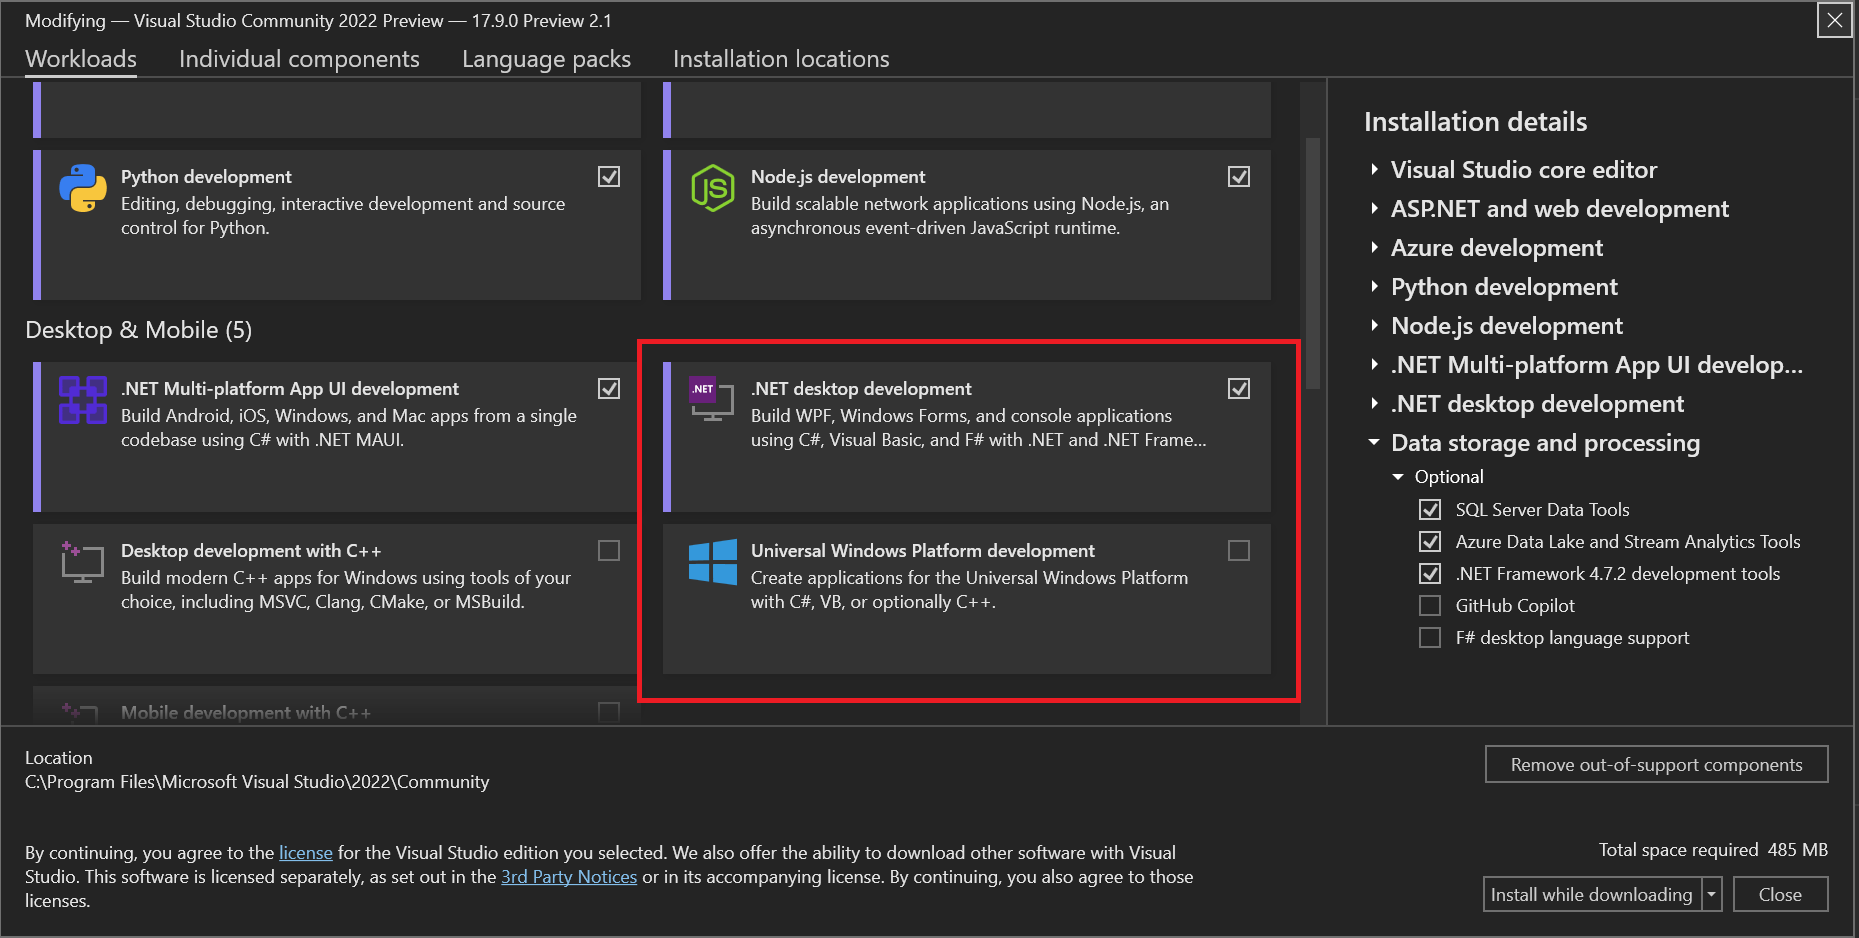 Modifying — Visual Studio Community 2022 Preview — 17.9.0 Preview 2.1
Workloads
Individual components
Language packs
Installation locations
Python development
Editing, debugging, interactive development and source
control for Python.
JS
Node.js development
Build scalable network applications using Node.js, an
asynchronous event-driven JavaScript runtime.
Desktop & Mobile (5)
.NET Multi-platform App UI development
Build Android, iOS, Windows, and Mac apps from a single
codebase using C# with .NET MAUI.
.NET
.NET desktop development
Build WPF, Windows Forms, and console applications
using C#, Visual Basic, and F# with .NET and .NET Frame...
Desktop development with C++
Build modern C++ apps for Windows using tools of your
choice, including MSVC, Clang, CMake, or MSBuild.
Universal Windows Platform development
Create applications for the Universal Windows Platform
with C#, VB, or optionally C++.
Mobile development with C++
Installation details
Visual Studio core editor
ASP.NET and web development
Azure development
Python development
Node.js development
.NET Multi-platform App UI develop...
.NET desktop development
Data storage and processing
Optional
SQL Server Data Tools
Azure Data Lake and Stream Analytics Tools
.NET Framework 4.7.2 development tools
GitHub Copilot
F# desktop language support
Location
C:\Program Files\Microsoft Visual Studio\2022\Community
Remove out-of-support components
By continuing, you agree to the license for the Visual Studio edition you selected. We also offer the ability to download other software with Visual
Studio. This software is licensed separately, as set out in the 3rd Party Notices or in its accompanying license. By continuing, you also agree to those
licenses.
Total space required 485 MB
Install while downloading
Close